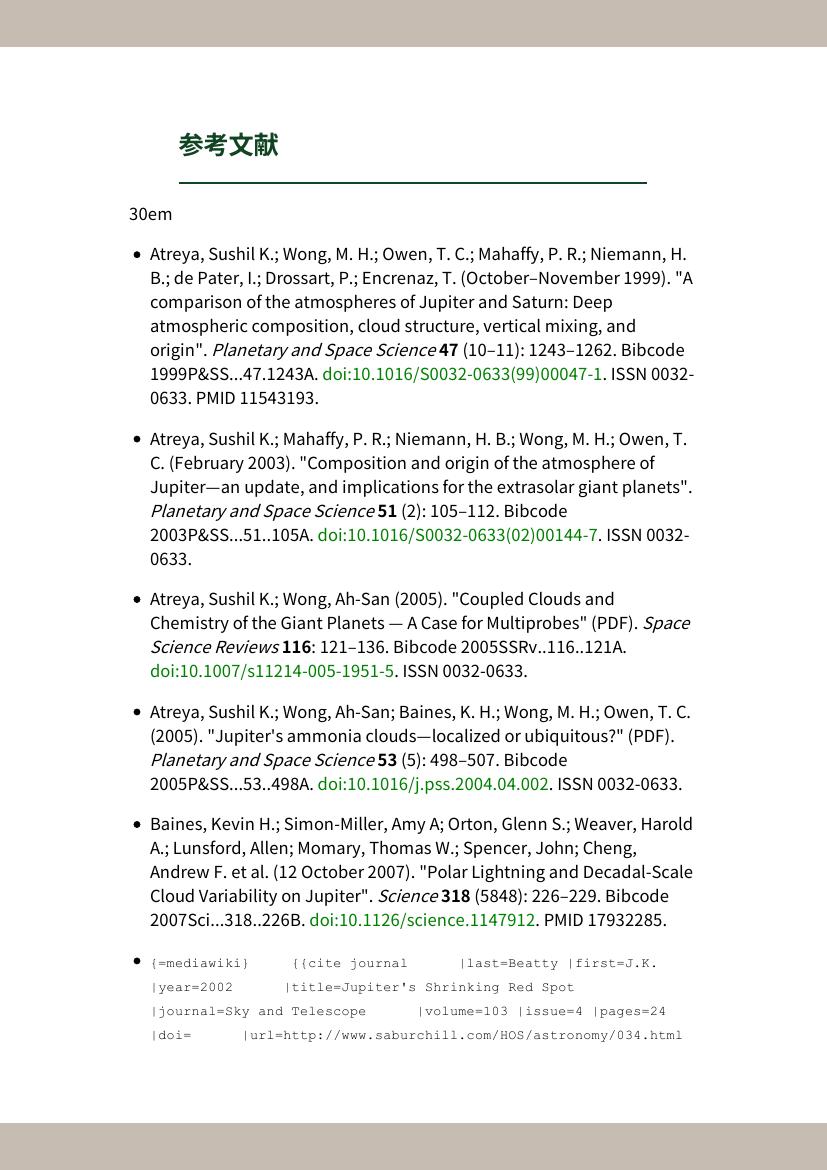 参考文献
30em
• Atreya, Sushil K.; Wong, M. H.; Owen, T. C.; Mahaffy, P. R.; Niemann, H.
B.; de Pater, I.; Drossart, P.; Encrenaz, T. (October–November 1999). "A
comparison of the atmospheres of Jupiter and Saturn: Deep
atmospheric composition, cloud structure, vertical mixing, and
origin". Planetary and Space Science 47 (10–11): 1243–1262. Bibcode
1999P&SS...47.1243A. doi:10.1016/S0032-0633(99)00047-1. ISSN 0032-
0633. PMID 11543193.
• Atreya, Sushil K.; Mahaffy, P. R.; Niemann, H. B.; Wong, M. H.; Owen, T.
C. (February 2003). "Composition and origin of the atmosphere of
Jupiter—an update, and implications for the extrasolar giant planets".
Planetary and Space Science 51 (2): 105–112. Bibcode
2003P&SS...51..105A. doi:10.1016/S0032-0633(02)00144-7. ISSN 0032-
0633.
• Atreya, Sushil K.; Wong, Ah-San (2005). "Coupled Clouds and
Chemistry of the Giant Planets — A Case for Multiprobes" (PDF). Space
Science Reviews 116: 121–136. Bibcode 2005SSRv..116..121A.
doi:10.1007/s11214-005-1951-5. ISSN 0032-0633.
• Atreya, Sushil K.; Wong, Ah-San; Baines, K. H.; Wong, M. H.; Owen, T. C.
(2005). "Jupiter's ammonia clouds—localized or ubiquitous?" (PDF).
Planetary and Space Science 53 (5): 498–507. Bibcode
2005P&SS...53..498A. doi:10.1016/j.pss.2004.04.002. ISSN 0032-0633.
• Baines, Kevin H.; Simon-Miller, Amy A; Orton, Glenn S.; Weaver, Harold
A.; Lunsford, Allen; Momary, Thomas W.; Spencer, John; Cheng,
Andrew F. et al. (12 October 2007). "Polar Lightning and Decadal-Scale
Cloud Variability on Jupiter". Science 318 (5848): 226–229. Bibcode
2007Sci...318..226B. doi:10.1126/science.1147912. PMID 17932285.
• {=mediawiki} {{cite journal |last=Beatty |first=J.K.
|year=2002 |title=Jupiter's Shrinking Red Spot
|journal=Sky and Telescope |volume=103 |issue=4 |pages=24
|doi= |url=http://www.saburchill.com/HOS/astronomy/034.html